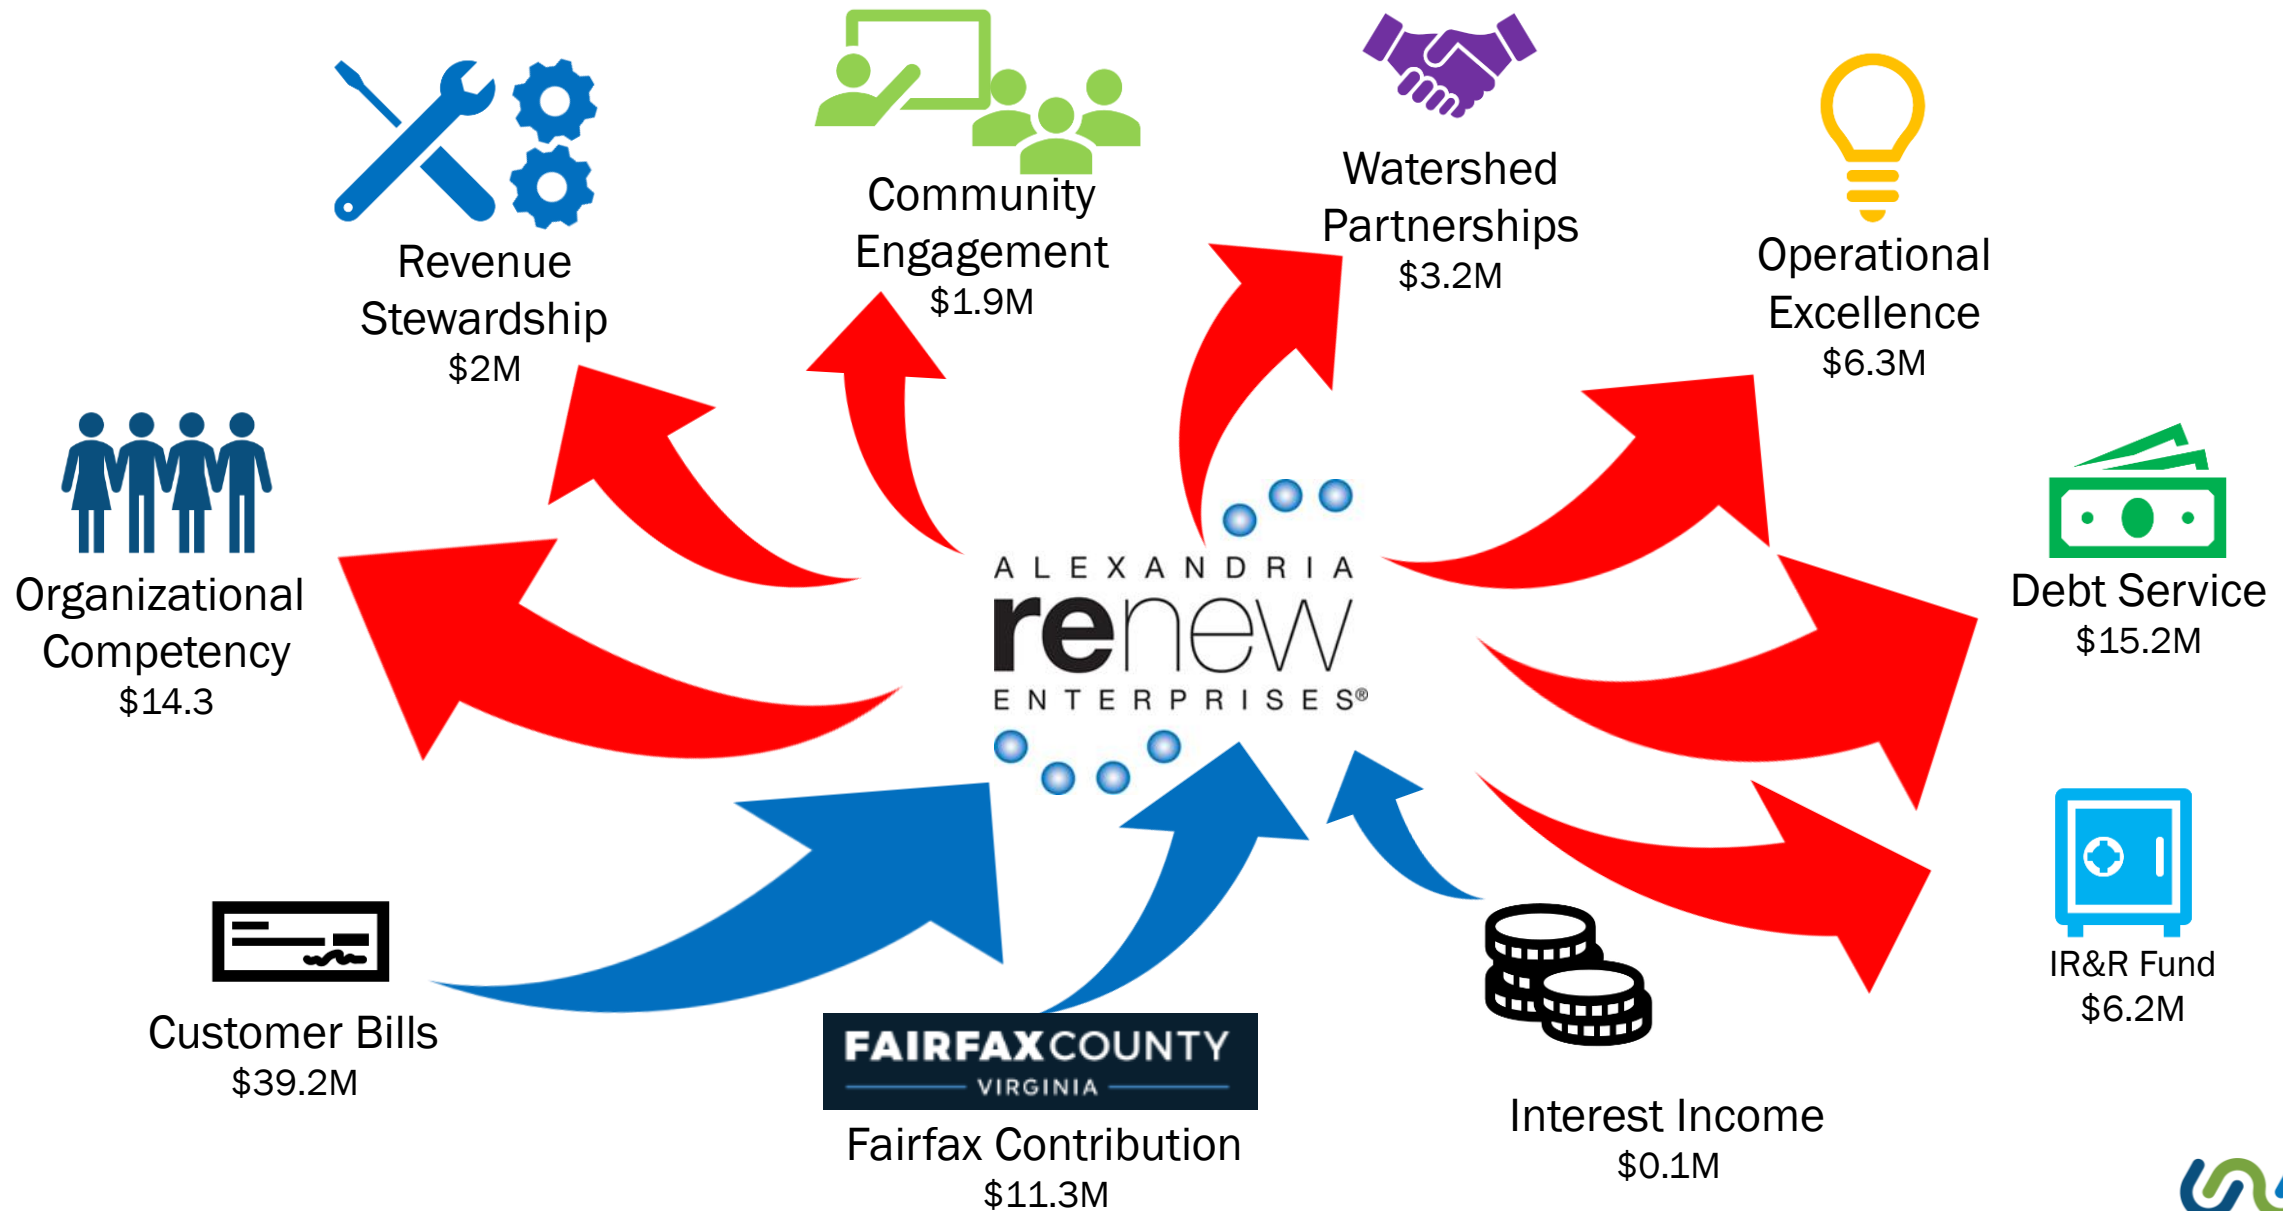 Community
Engagement
$1.9M
Watershed
Partnerships
$3.2M
Revenue
Stewardship
$2M
Operational
Excellence
$6.3M
Organizational
Competency
$14.3
ALEXANDRIA
renew
ENTERPRISES®
Debt Service
$15.2M
IR&R Fund
$6.2M
Customer Bills
$39.2M
FAIRFAX COUNTY
VIRGINIA
Fairfax Contribution
$11.3M
Interest Income
$0.1M